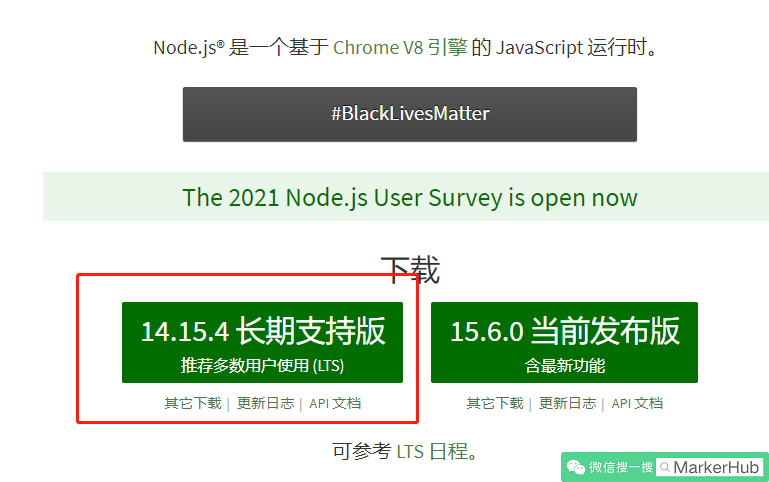 Node.js® 是一个基于 Chrome V8 引擎 的 JavaScript 运行时。
#BlackLivesMatter
The 2021 Node.js User Survey is open now
下载
14.15.4 长期支持版
推荐多数用户使用 (LTS)
其它下载 | 更新日志 | API 文档
15.6.0 当前发布版
含最新功能
其它下载 | 更新日志 | API 文档
可参考 LTS 日程。
微信搜一搜 MarkerHub